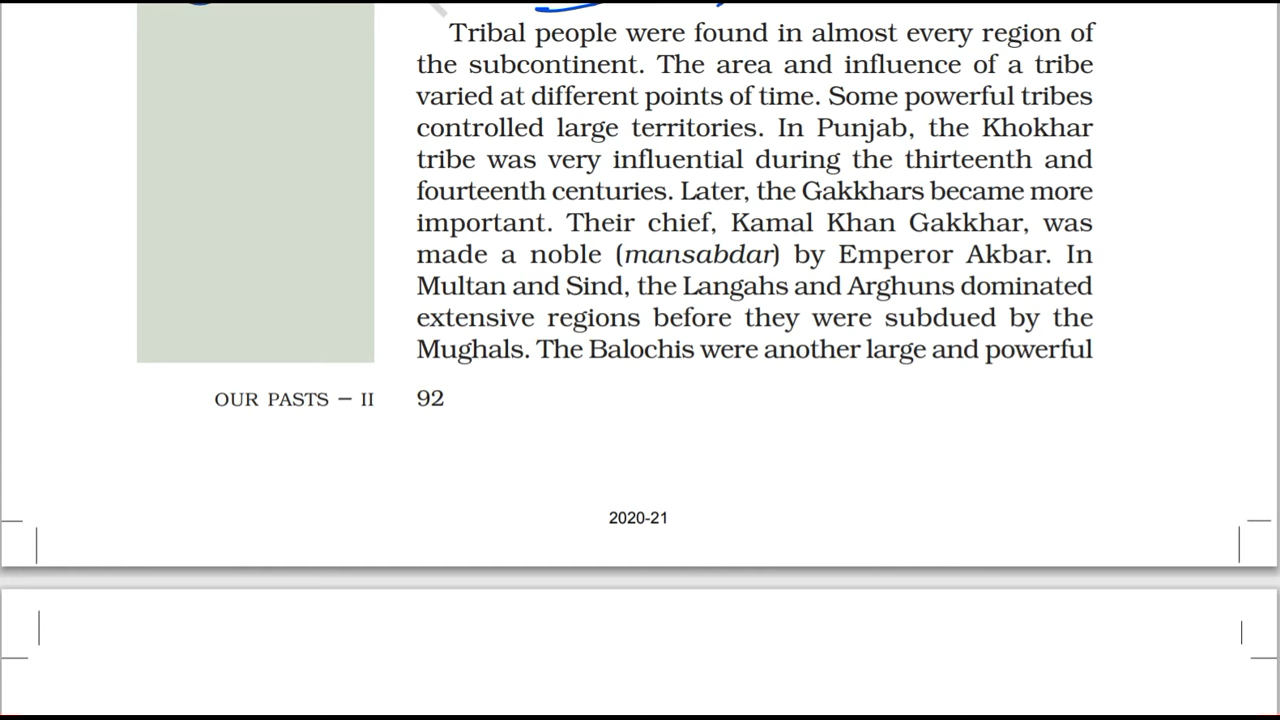 Tribal people were found in almost every region of
the subcontinent. The area and influence of a tribe
varied at different points of time. Some powerful tribes
controlled large territories. In Punjab, the Khokhar
tribe was very influential during the thirteenth and
fourteenth centuries. Later, the Gakkhars became more
important. Their chief, Kamal Khan Gakkhar, was
made a noble (mansabdar) by Emperor Akbar. In
Multan and Sind, the Langahs and Arghuns dominated
extensive regions before they were subdued by the
Mughals. The Balochis were another large and powerful
OUR PASTS – II 92
2020-21